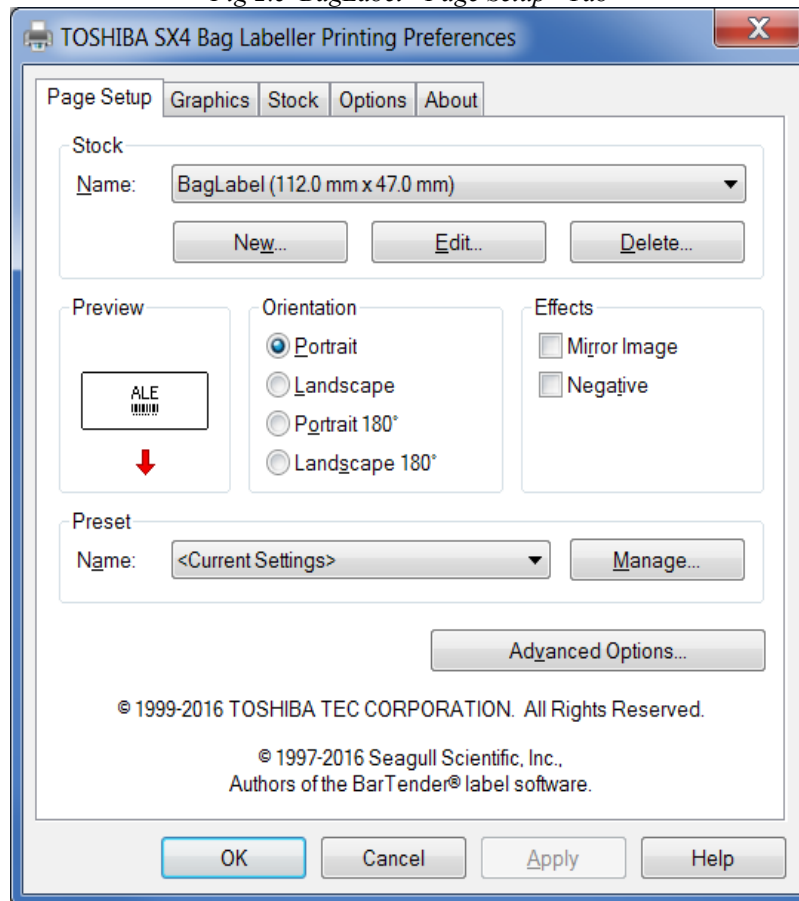 TOSHIBA SX4 Bag Labeller Printing Preferences
X
Page Setup Graphics Stock Options About
Stock
Name: BagLabel (112.0 mm x 47.0 mm)
New... Edit... Delete...
Preview Orientation Effects
Portrait Mirror Image
ALE
Landscape Negative
Portrait 180°
Landscape 180°
Preset
Name: <Current Settings> Manage...
Advanced Options...
© 1999-2016 TOSHIBA TEC CORPORATION. All Rights Reserved.
© 1997-2016 Seagull Scientific, Inc.,
Authors of the BarTender® label software.
OK Cancel Apply Help